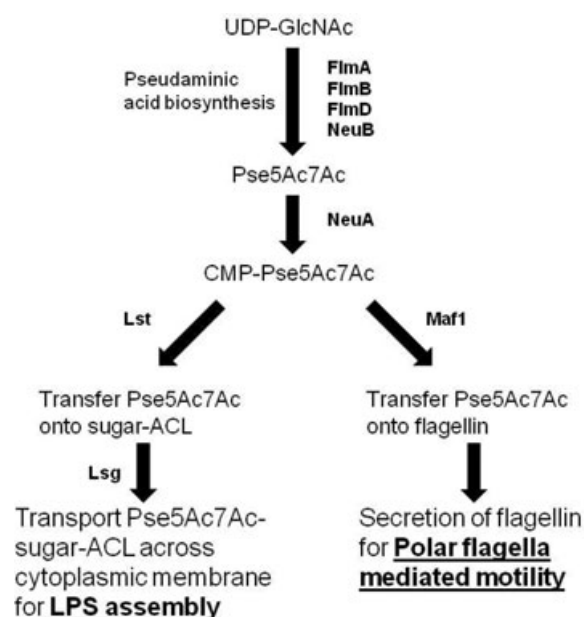 UDP-GlcNAc
Pseudaminic
acid biosynthesis
FlmA
FlmB
FlmD
NeuB
Pse5Ac7Ac
NeuA
CMP-Pse5Ac7Ac
Lst
Maf1
Transfer Pse5Ac7Ac
onto sugar-ACL
Transfer Pse5Ac7Ac
onto flagellin
Lsg
Transport Pse5Ac7Ac-
sugar-ACL across
cytoplasmic membrane
for LPS assembly
Secretion of flagellin
for Polar flagella
mediated motility